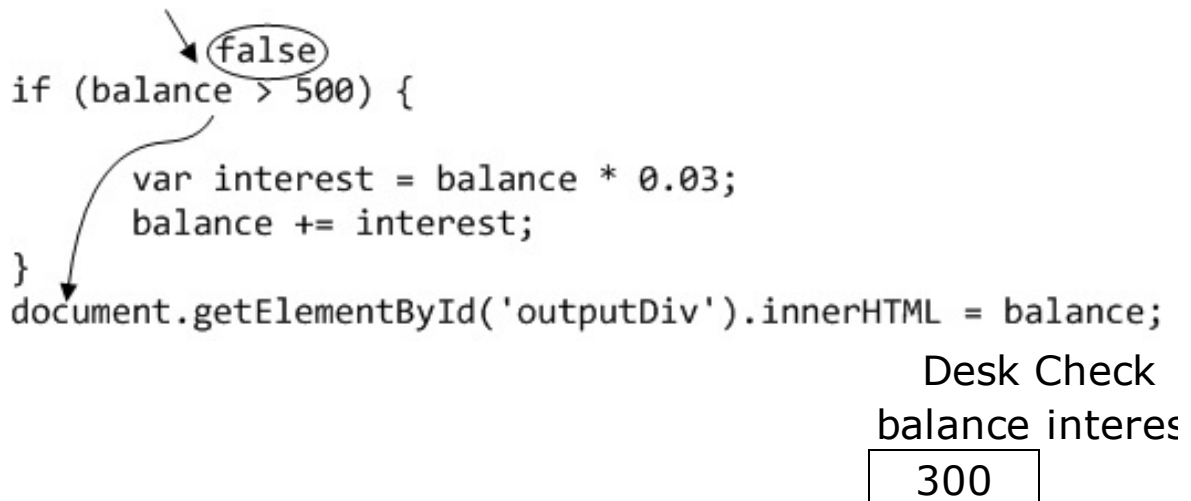 false
if (balance > 500) {
var interest = balance * 0.03;
balance += interest;
}
document.getElementById('outputDiv').innerHTML = balance;
Desk Check
balance interes
300